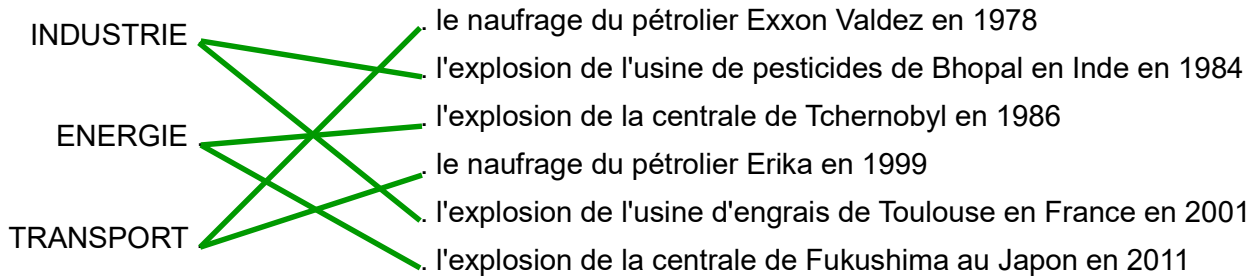 INDUSTRIE .
ENERGIE .
TRANSPORT .
. le naufrage du pétrolier Exxon Valdez en 1978
. l'explosion de l'usine de pesticides de Bhopal en Inde en 1984
. l'explosion de la centrale de Tchernobyl en 1986
. le naufrage du pétrolier Erika en 1999
. l'explosion de l'usine d'engrais de Toulouse en France en 2001
. l'explosion de la centrale de Fukushima au Japon en 2011